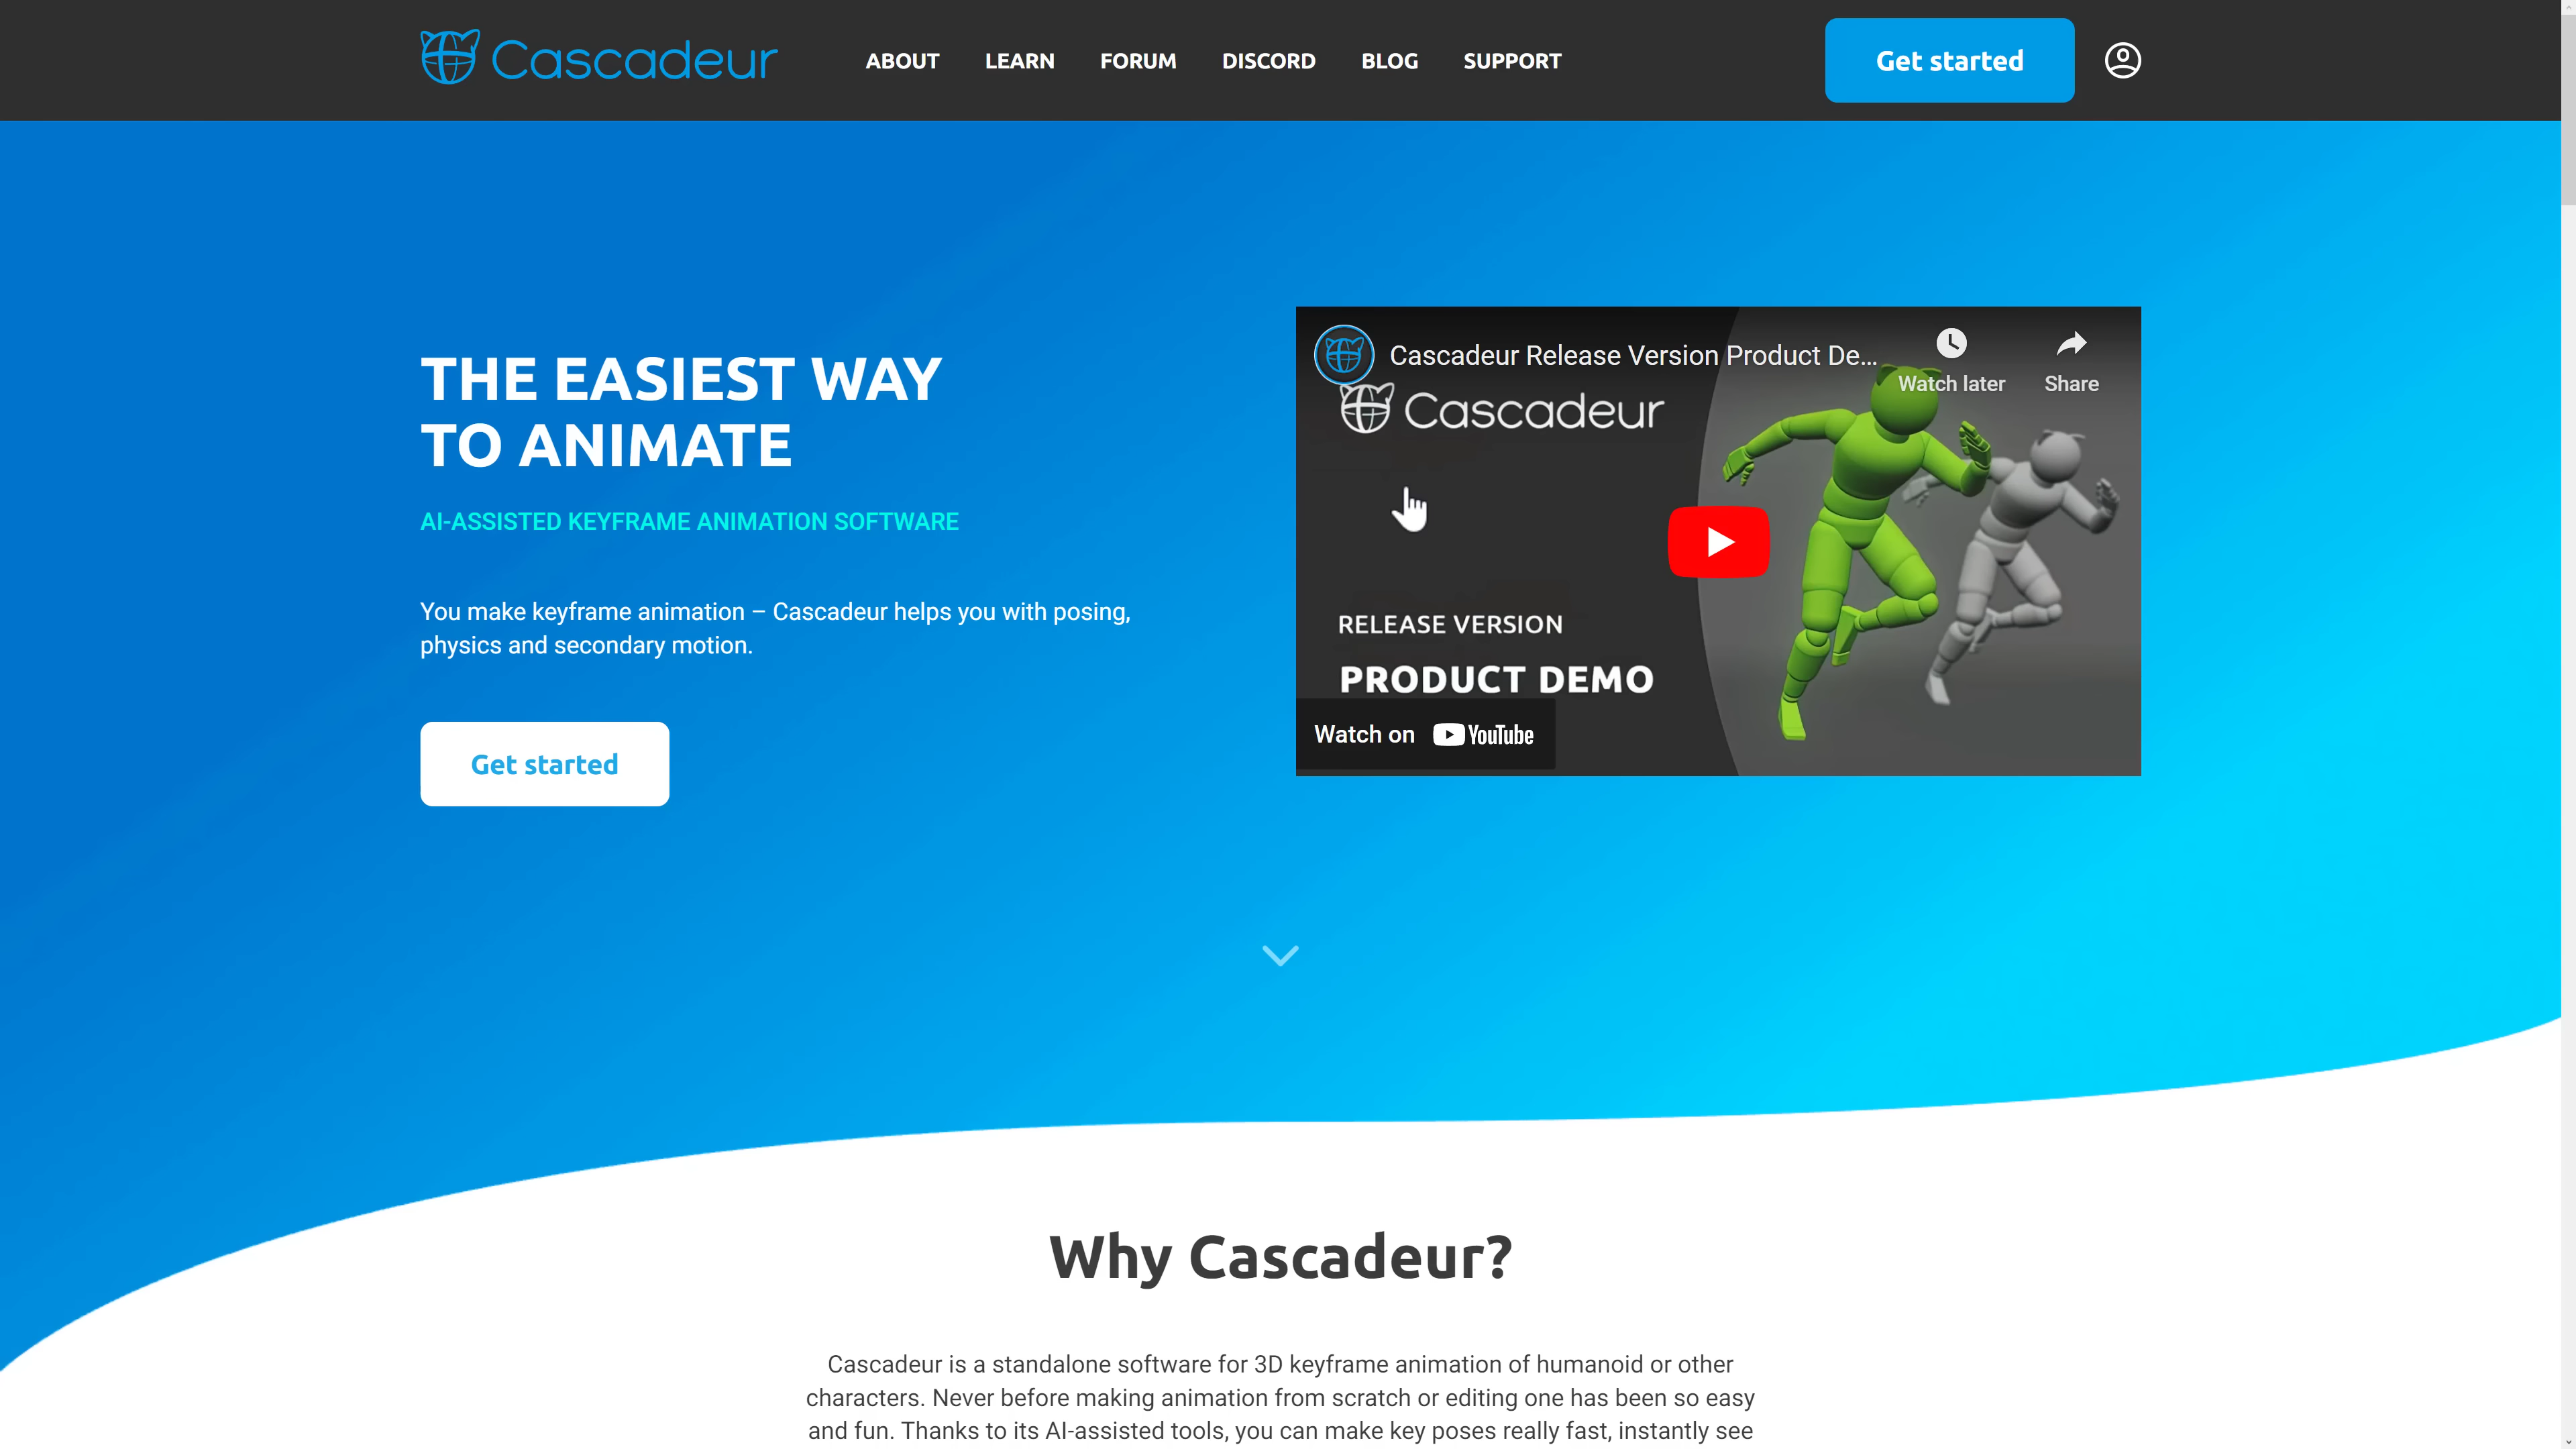 Cascadeur
ABOUT
LEARN
FORUM
DISCORD
BLOG
SUPPORT
Get started
THE EASIEST WAY
TO ANIMATE
AI-ASSISTED KEYFRAME ANIMATION SOFTWARE
You make keyframe animation – Cascadeur helps you with posing,
physics and secondary motion.
Get started
Cascadeur Release Version Product De...
Watch later
Share
Cascadeur
RELEASE VERSION
PRODUCT DEMO
Watch on YouTube
Why Cascadeur?
Cascadeur is a standalone software for 3D keyframe animation of humanoid or other
characters. Never before making animation from scratch or editing one has been so easy
and fun. Thanks to its AI-assisted tools, you can make key poses really fast, instantly see